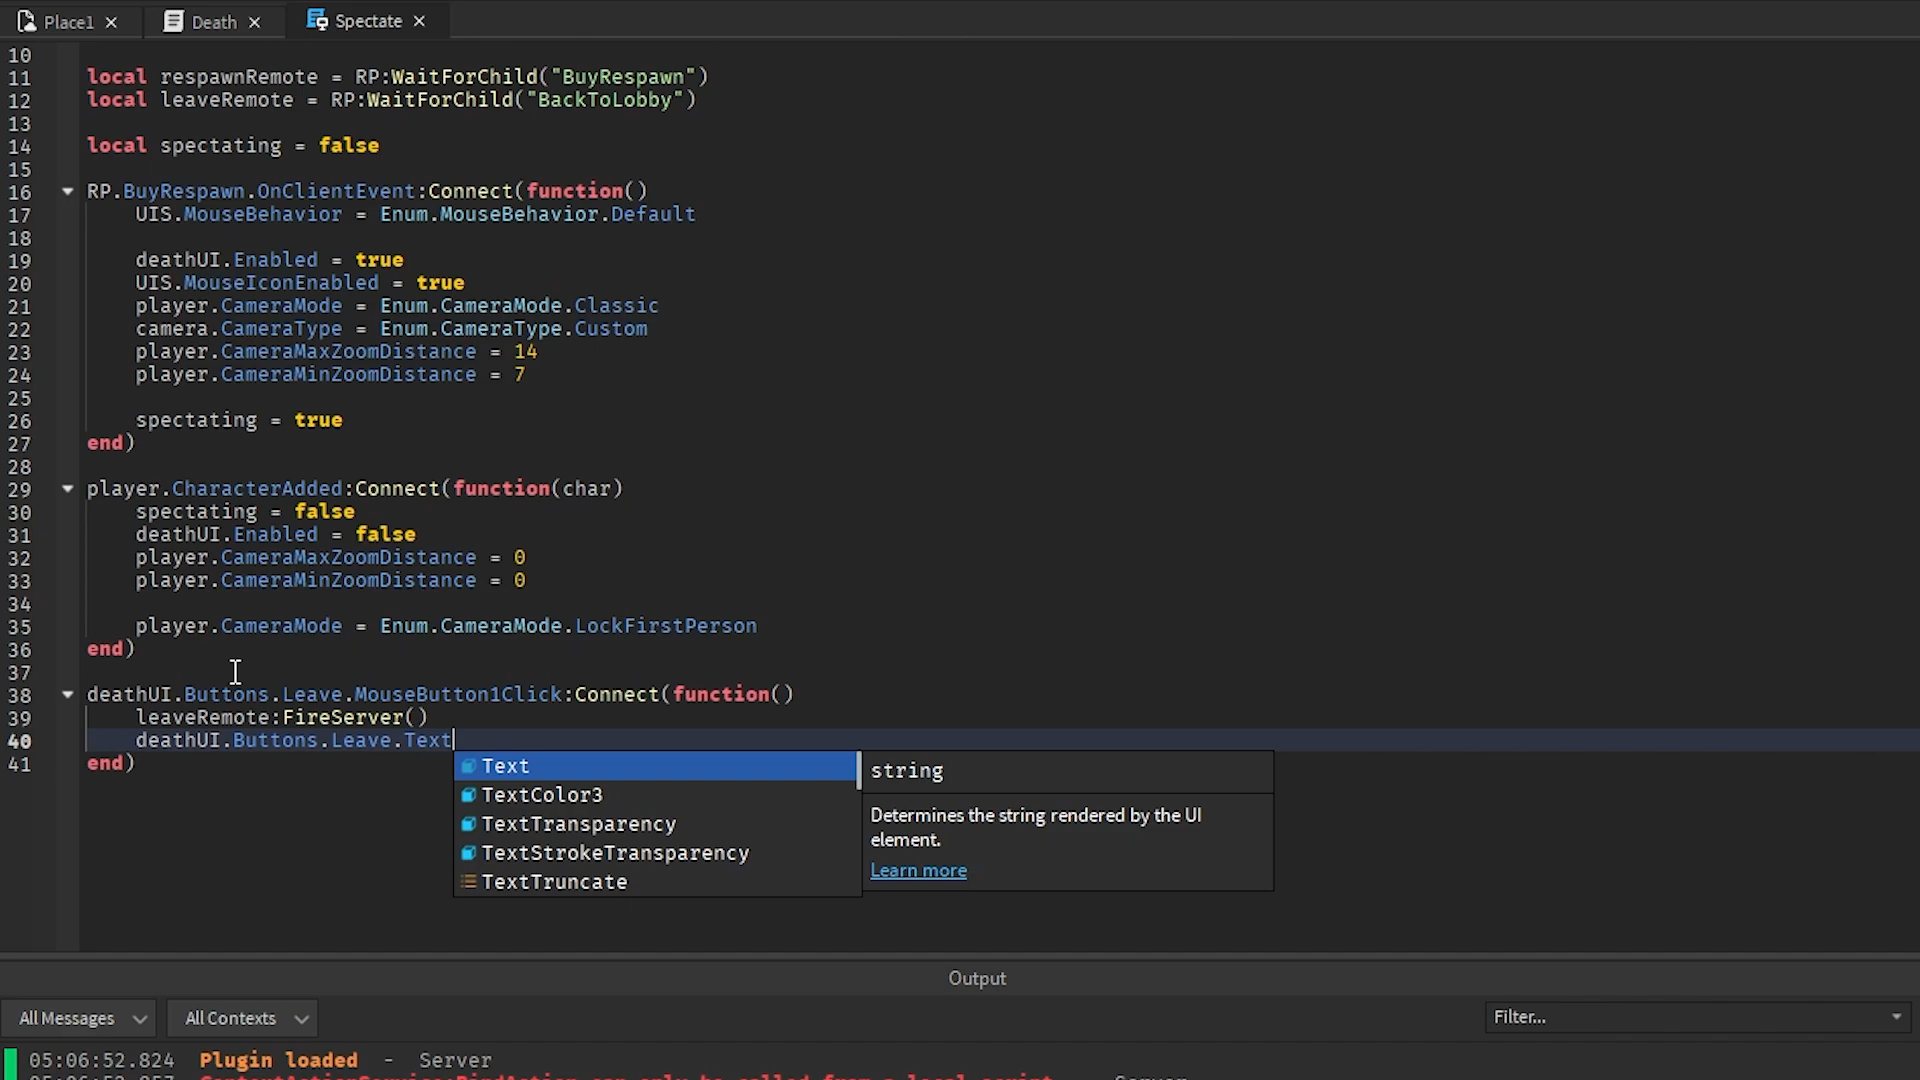 Place1
Death
Spectate
10
11 local respawnRemote = RP:WaitForChild("BuyRespawn")
12 local leaveRemote = RP:WaitForChild("BackToLobby")
13
14 local spectating = false
15
16 RP.BuyRespawn.OnClientEvent:Connect(function()
17 UIS.MouseBehavior = Enum.MouseBehavior.Default
18
19 deathUI.Enabled = true
20 UIS.MouseIconEnabled = true
21 player.CameraMode = Enum.CameraMode.Classic
22 camera.CameraType = Enum.CameraType.Custom
23 player.CameraMaxZoomDistance = 14
24 player.CameraMinZoomDistance = 7
25
26 spectating = true
27 end)
28
29 player.CharacterAdded:Connect(function(char)
30 spectating = false
31 deathUI.Enabled = false
32 player.CameraMaxZoomDistance = 0
33 player.CameraMinZoomDistance = 0
34
35 player.CameraMode = Enum.CameraMode.LockFirstPerson
36 end)
37
38 deathUI.Buttons.Leave.MouseButton1Click:Connect(function()
39 leaveRemote:FireServer()
40 deathUI.Buttons.Leave.Text
41 end)
Text
TextColor3
TextTransparency
TextStrokeTransparency
TextTruncate
string
Determines the string rendered by the UI
element.
Learn more
Output
All Messages
All Contexts
Filter...
05:06:52.824 Plugin loaded - Server